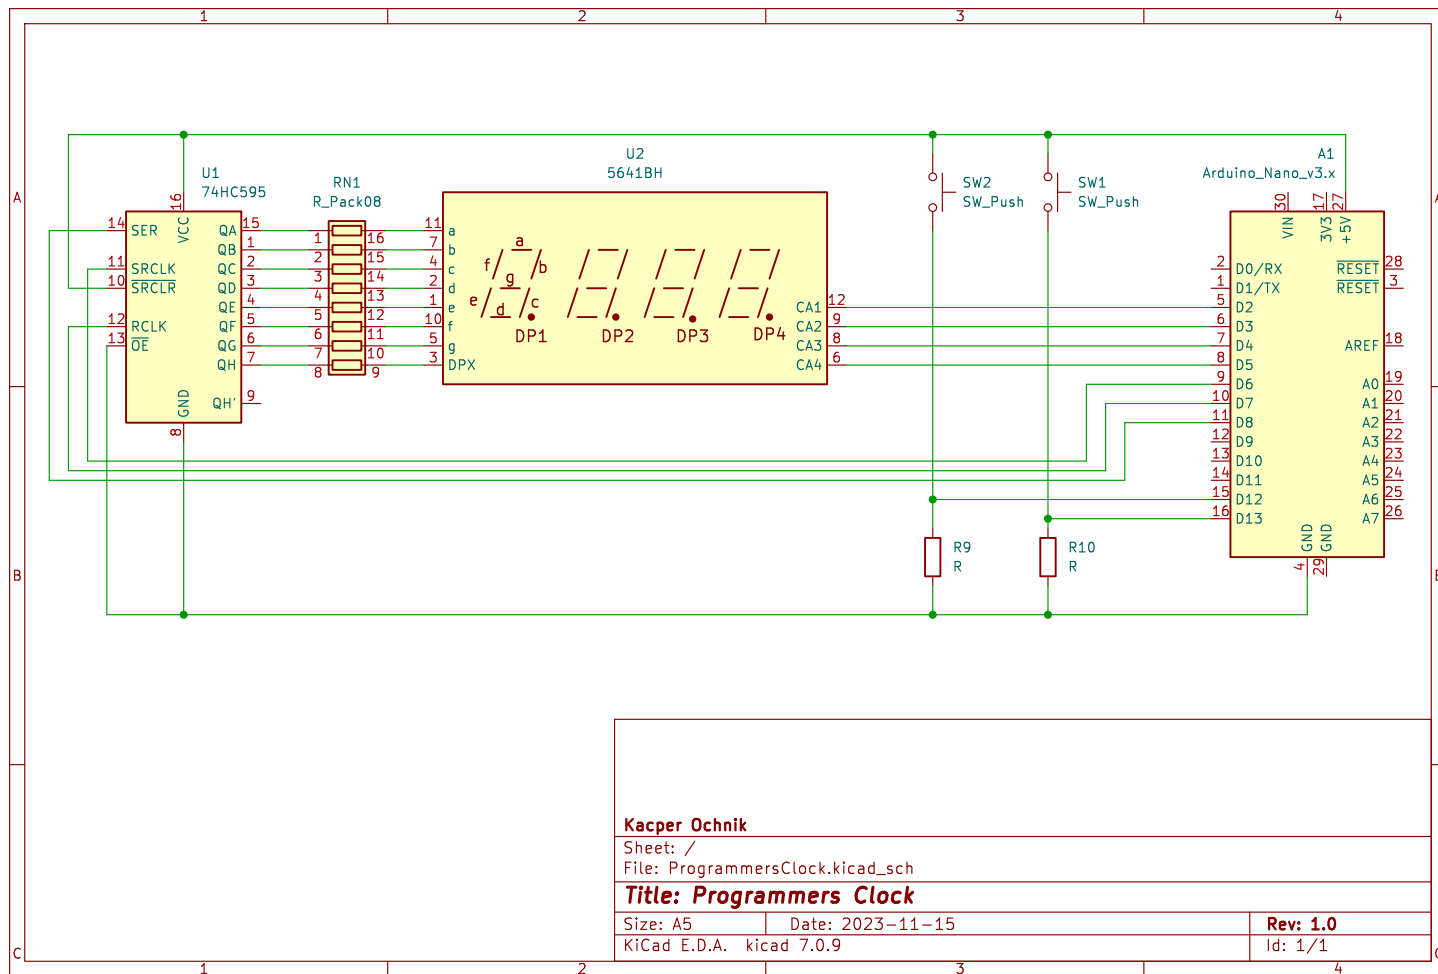 1 2 3 4
A
B
C
U1
74HC595
14 SER
11 SRCLK
10 SRCLR
12 RCLK
13 OE
16 VCC
GND 8
QA 15
QB 1
QC 2
QD 3
QE 4
QF 5
QG 6
QH 7
QH' 9
RN1
R_Pack08
1 16
2 15
3 14
4 13
5 12
6 11
7 10
8 9
U2
5641BH
11 a
7 b
4 c
2 d
1 e
10 f
5 g
3 DPX
a
f b
g
e c
d
DP1 DP2 DP3 DP4
CA1 12
CA2 9
CA3 8
CA4 6
SW2
SW_Push
SW1
SW_Push
R9
R
R10
R
A1
Arduino_Nano_v3.x
30 VIN
17 3V3
27 +5V
2 D0/RX
1 D1/TX
5 D2
6 D3
7 D4
8 D5
9 D6
10 D7
11 D8
12 D9
13 D10
14 D11
15 D12
16 D13
RESET 28
RESET 3
AREF 18
A0 19
A1 20
A2 21
A3 22
A4 23
A5 24
A6 25
A7 26
GND 4
GND 29
Kacper Ochnik
Sheet: /
File: ProgrammersClock.kicad_sch
Title: Programmers Clock
Size: A5 Date: 2023-11-15 Rev: 1.0
KiCad E.D.A. kicad 7.0.9 Id: 1/1
1 2 3 4